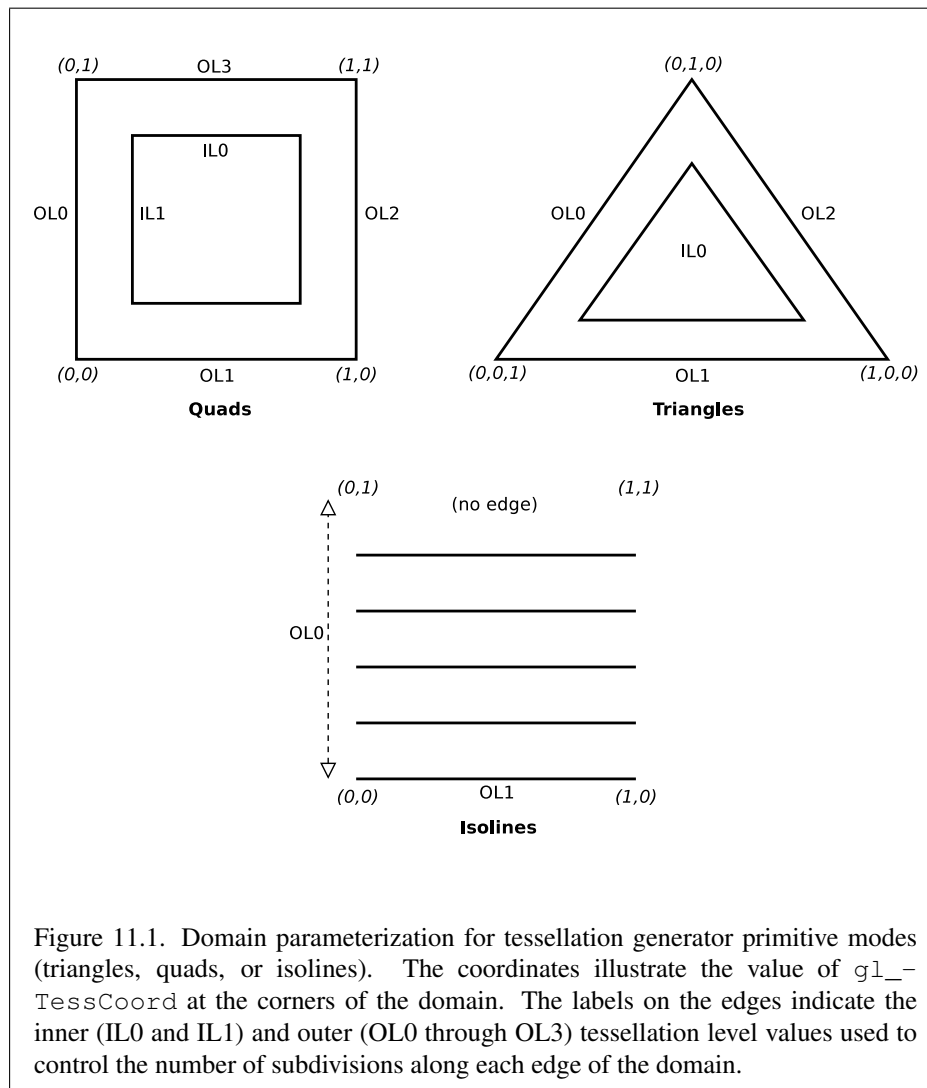 (0,1) OL3 (1,1)
IL0
OL0 IL1 OL2
(0,0) OL1 (1,0)
Quads
(0,1,0)
OL0 OL2
IL0
(0,0,1) OL1 (1,0,0)
Triangles
(0,1) (no edge) (1,1)
OL0
(0,0) OL1 (1,0)
Isolines
Figure 11.1. Domain parameterization for tessellation generator primitive modes
(triangles, quads, or isolines). The coordinates illustrate the value of gl_-
TessCoord at the corners of the domain. The labels on the edges indicate the
inner (IL0 and IL1) and outer (OL0 through OL3) tessellation level values used to
control the number of subdivisions along each edge of the domain.